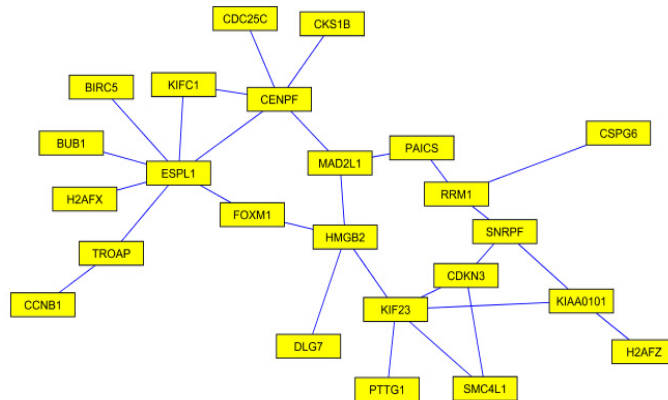 CDC25C
CKS1B
BIRC5
KIFC1
CENPF
CSPG6
BUB1
PAICS
MAD2L1
ESPL1
RRM1
H2AFX
FOXM1
SNRPF
HMGB2
TROAP
CDKN3
CCNB1
KIF23
KIAA0101
DLG7
H2AFZ
PTTG1
SMC4L1